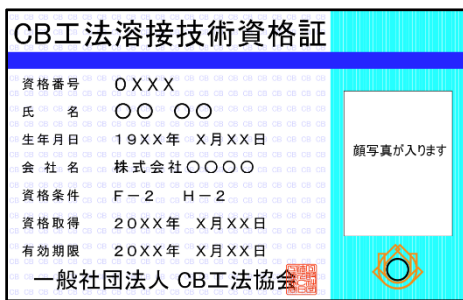 CB工法溶接技術資格証
資格番号 0XXX
氏名 〇〇 〇〇
生年月日 19XX年 X月XX日
会社名 株式会社〇〇〇〇
資格条件 F－2 H－2
資格取得 20XX年 X月XX日
有効期限 20XX年 X月XX日
顔写真が入ります
一般社団法人 CB工法協会